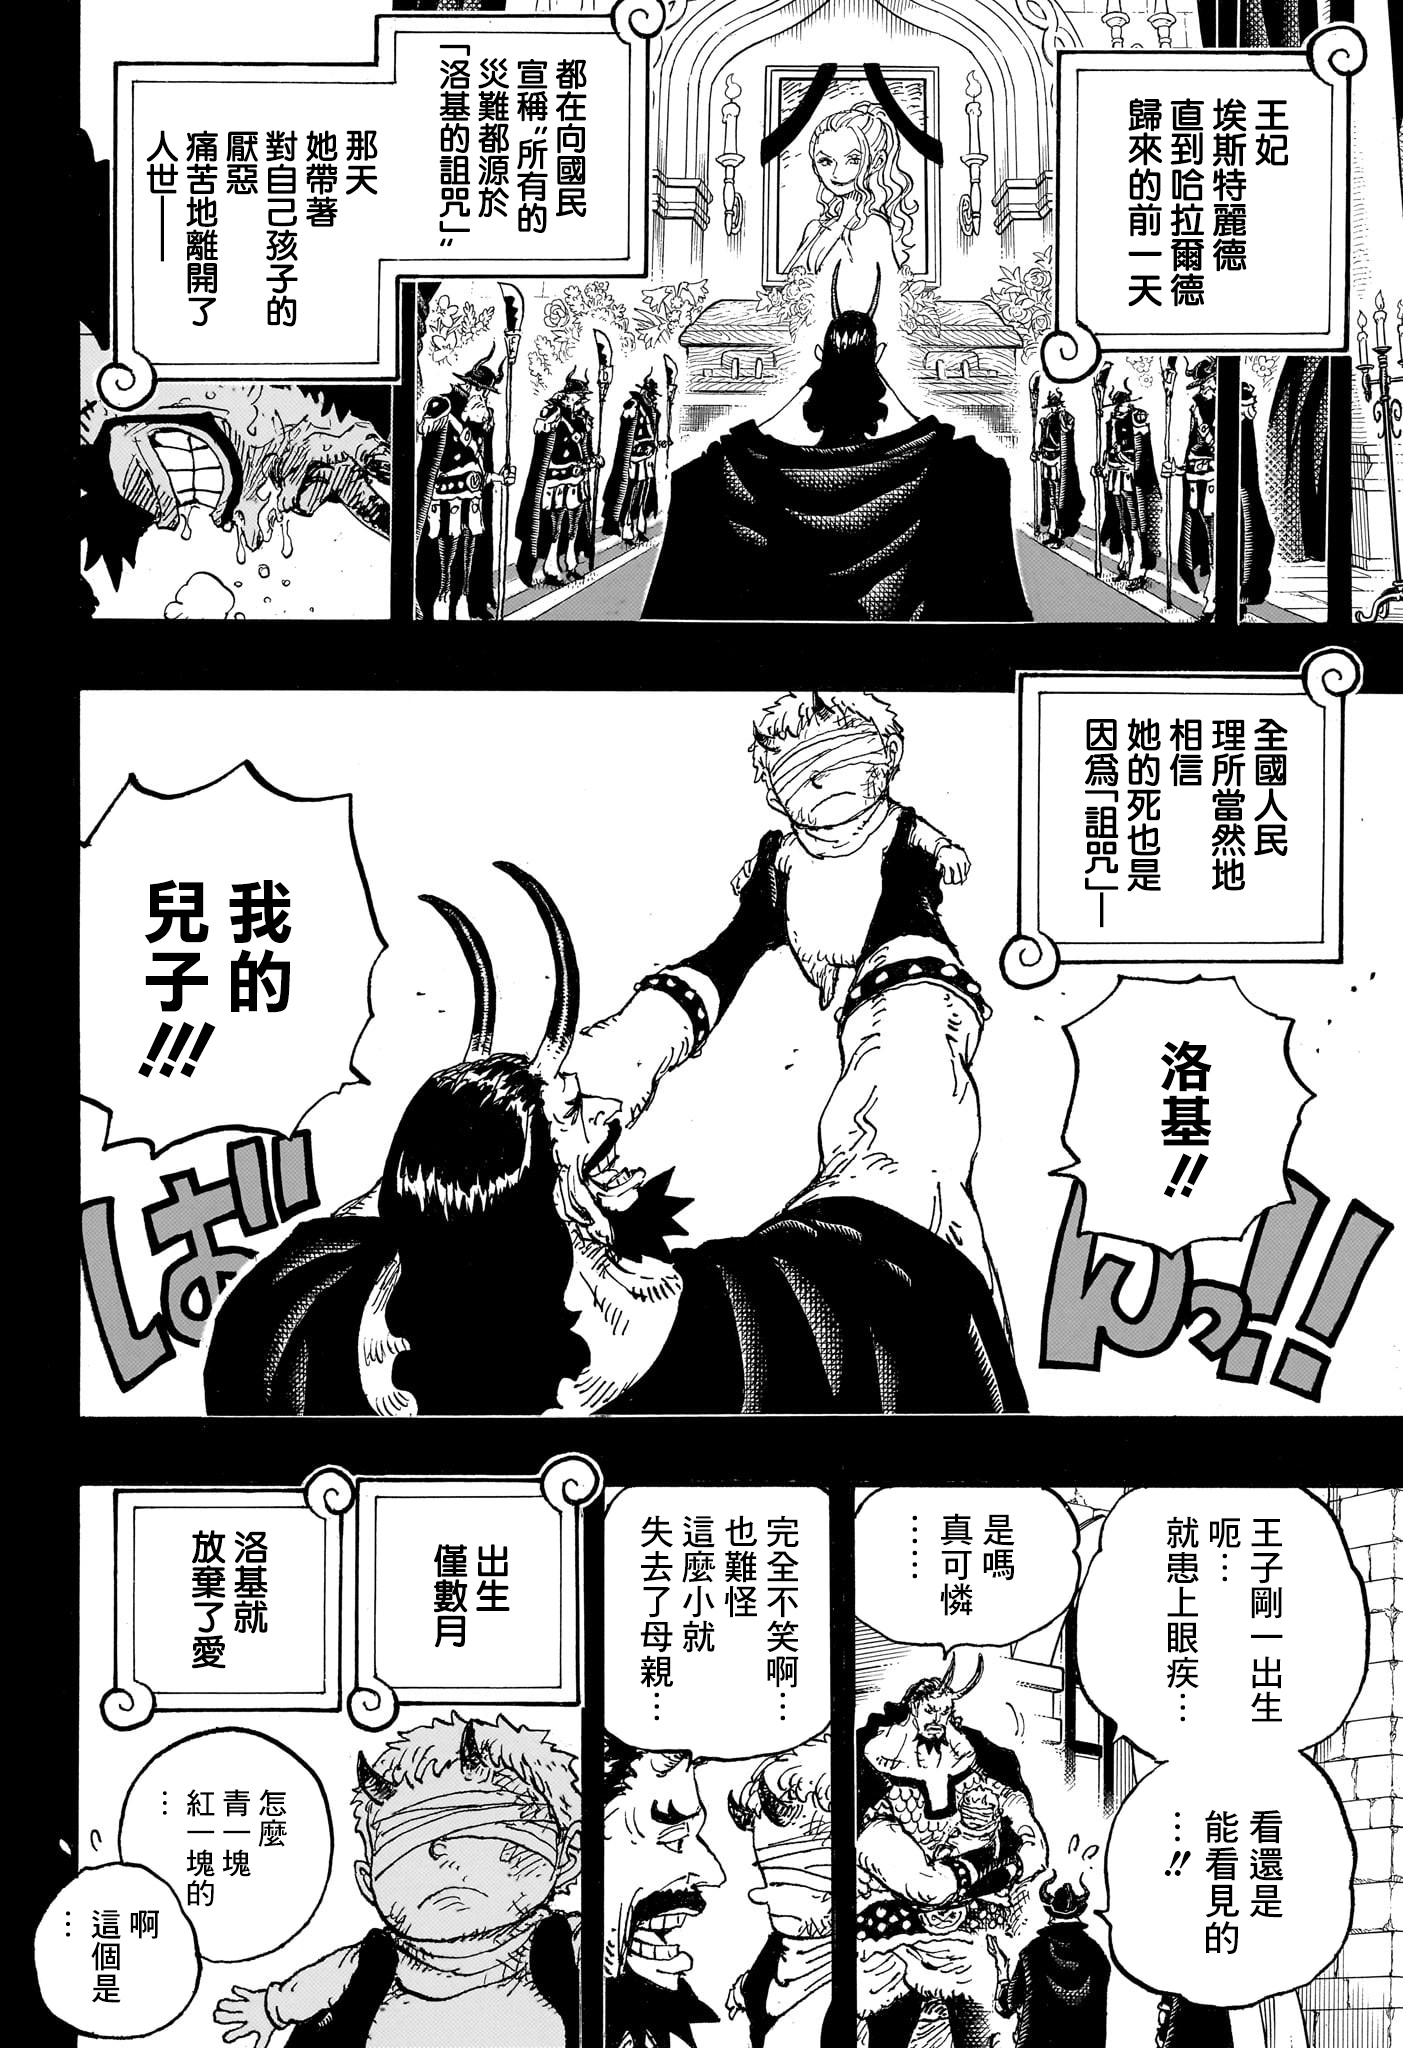 王妃
埃斯特麗德
直到哈拉爾德
歸來的前一天
都在向國民
宣稱“所有的
災難都源於
「洛基的詛咒」“
那天
她帶著
對自己孩子的
厭惡
痛苦地離開了
人世——
全國人民
理所當然地
相信
她的死也是
因為「詛咒」—
洛基!!
我的
兒子!!!
ばんっ!!
王子剛一出生
呃…
就患上眼疾…
看還是
能看見的
…!!
是嗎
真可憐
……
完全不笑啊…
也難怪
這麼小就
失去了母親…
出生
僅數月
洛基就
放棄了愛
怎麼
青一塊
紅一塊的
…
啊
這個是
…